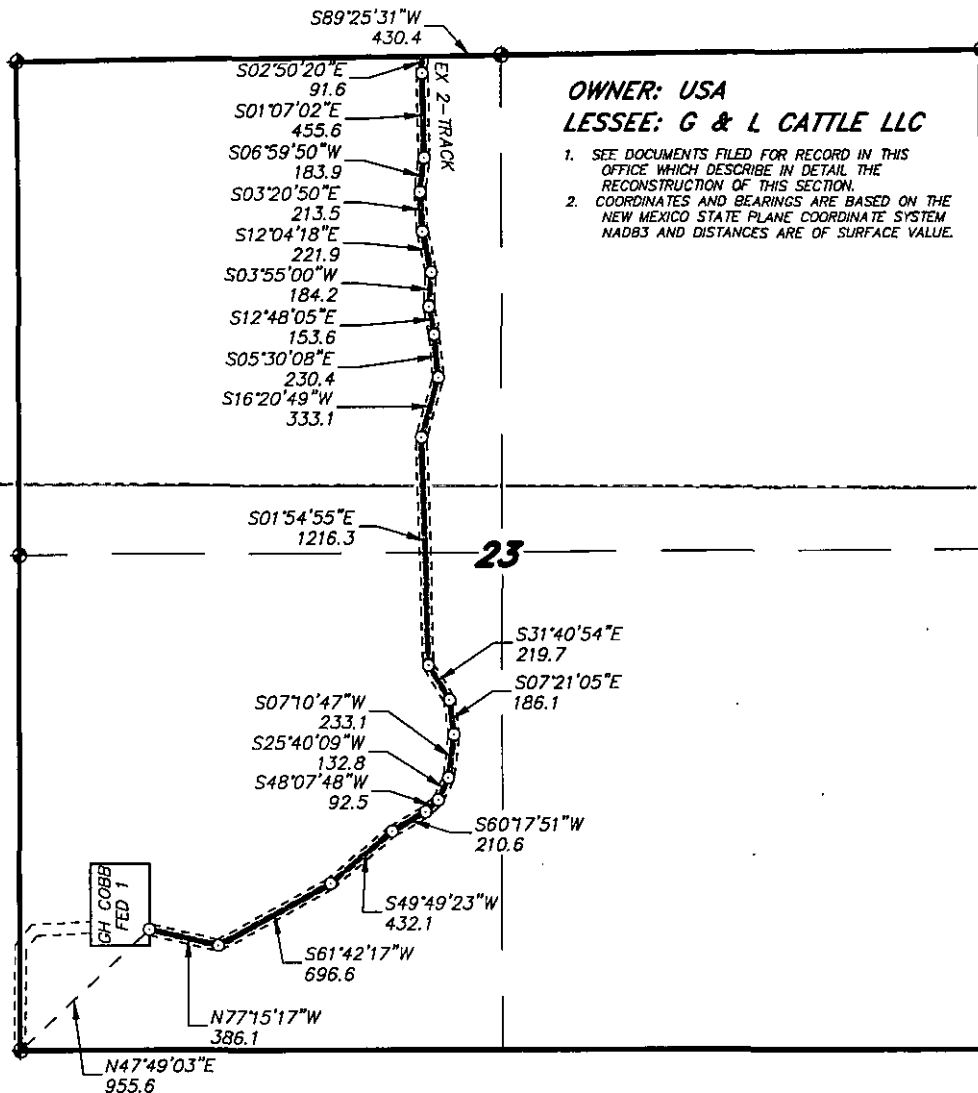 S89°25'31"W
430.4
S02°50'20"E
91.6
EX 2-TRACK
S01°07'02"E
455.6
S06°59'50"W
183.9
S03°20'50"E
213.5
S12°04'18"E
221.9
S03°55'00"W
184.2
S12°48'05"E
153.6
S05°30'08"E
230.4
S16°20'49"W
333.1
OWNER: USA
LESSEE: G & L CATTLE LLC
1. SEE DOCUMENTS FILED FOR RECORD IN THIS
OFFICE WHICH DESCRIBE IN DETAIL THE
RECONSTRUCTION OF THIS SECTION.
2. COORDINATES AND BEARINGS ARE BASED ON THE
NEW MEXICO STATE PLANE COORDINATE SYSTEM
NAD83 AND DISTANCES ARE OF SURFACE VALUE.
S01°54'55"E
1216.3
23
S31°40'54"E
219.7
S07°21'05"E
186.1
S07°10'47"W
233.1
S25°40'09"W
132.8
S48°07'48"W
92.5
S60°17'51"W
210.6
S49°49'23"W
432.1
GH COBB
FED 1
S61°42'17"W
696.6
N77°15'17"W
386.1
N47°49'03"E
955.6